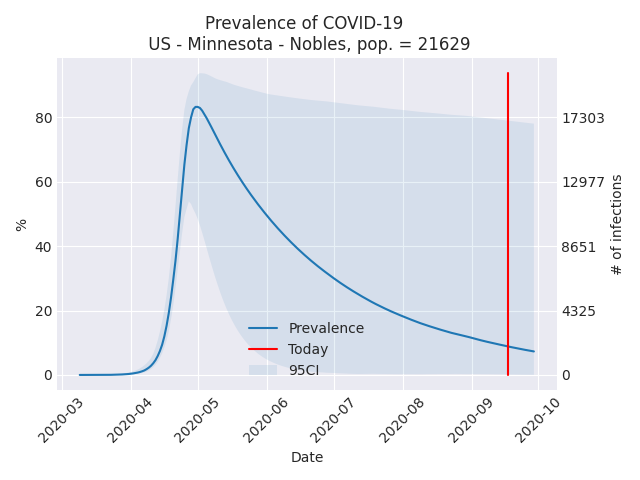 Prevalence of COVID-19
US - Minnesota - Nobles, pop. = 21629
%
80
60
40
20
0
17303
12977
8651
4325
0
# of infections
Prevalence
Today
95CI
2020-03
2020-04
2020-05
2020-06
2020-07
2020-08
2020-09
2020-10
Date